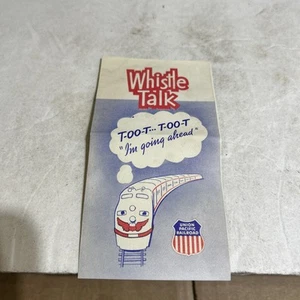 Whistle
Talk
T-OO-T... T-OO-T
"I'm going ahead"
UNION
PACIFIC
RAILROAD